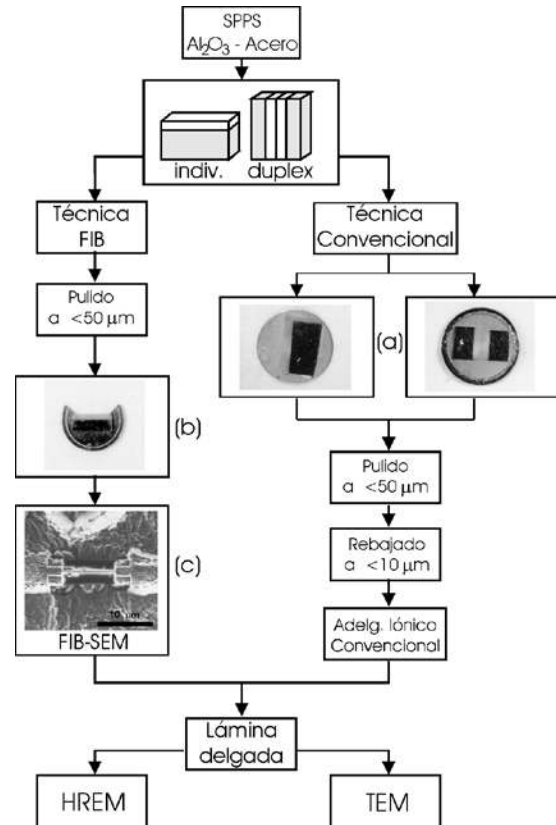 SPPS
Al₂O₃ - Acero
indiv. duplex
Técnica
FIB
Técnica
Convencional
Pulido
a <50 μm
(a)
(b)
Pulido
a <50 μm
(c)
Rebajado
a <10 μm
10 μm
FIB-SEM
Adelg. Iónico
Convencional
Lámina
delgada
HREM
TEM